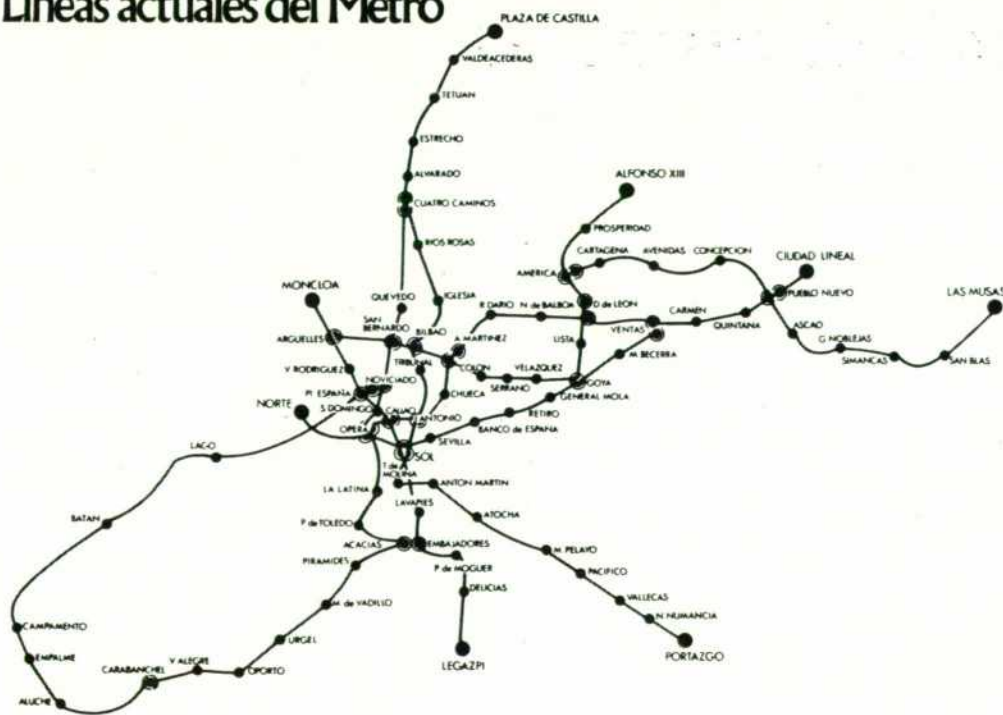 Líneas actuales del Metro
PLAZA DE CASTILLA
VALDEACEDERAS
TETUAN
ESTRECHO
ALVARADO
CUATRO CAMINOS
RIOS ROSAS
IGLESIA
ALFONSO XIII
PROSPERIDAD
CARTAGENA
AVENIDAS
CONCEPCION
AMERICA
CIUDAD LINEAL
PUEBLO NUEVO
LAS MUSAS
MONCLOA
QUEVEDO
SAN
BERNARDO
BILBAO
R. DARIO
N. de BALBOA
D. de LEON
CARMEN
VENTAS
QUINTANA
ASCAO
G. NOBLEJAS
SIMANCAS
SAN BLAS
ARGUELLES
A. MARTINEZ
TRIBUNAL
COLON
LISTA
M. BECERRA
V. RODRIGUEZ
VELAZQUEZ
SERRANO
GOYA
NOVICIADO
PL ESPAÑA
CHUECA
GENERAL MOLA
NORTE
S. DOMINGO
CALLAO
ANTONIO
RETIRO
BANCO de ESPAÑA
OPERA
SEVILLA
SOL
LAGO
T de
MOLINA
ANTON MARTIN
LA LATINA
LAVAPIES
ATOCHA
BATAN
P. de TOLEDO
ACACIAS
EMBAJADORES
M. PELAYO
PIRAMIDES
P. de MOGUER
PACIFICO
DELICIAS
VALLECAS
M. de VADILLO
N. NUMANCIA
CAMPAMENTO
URGEL
PORTAZGO
EMPALME
CARABANCHEL
V. ALEGRE
OPORTO
LEGAZPI
ALUCHE